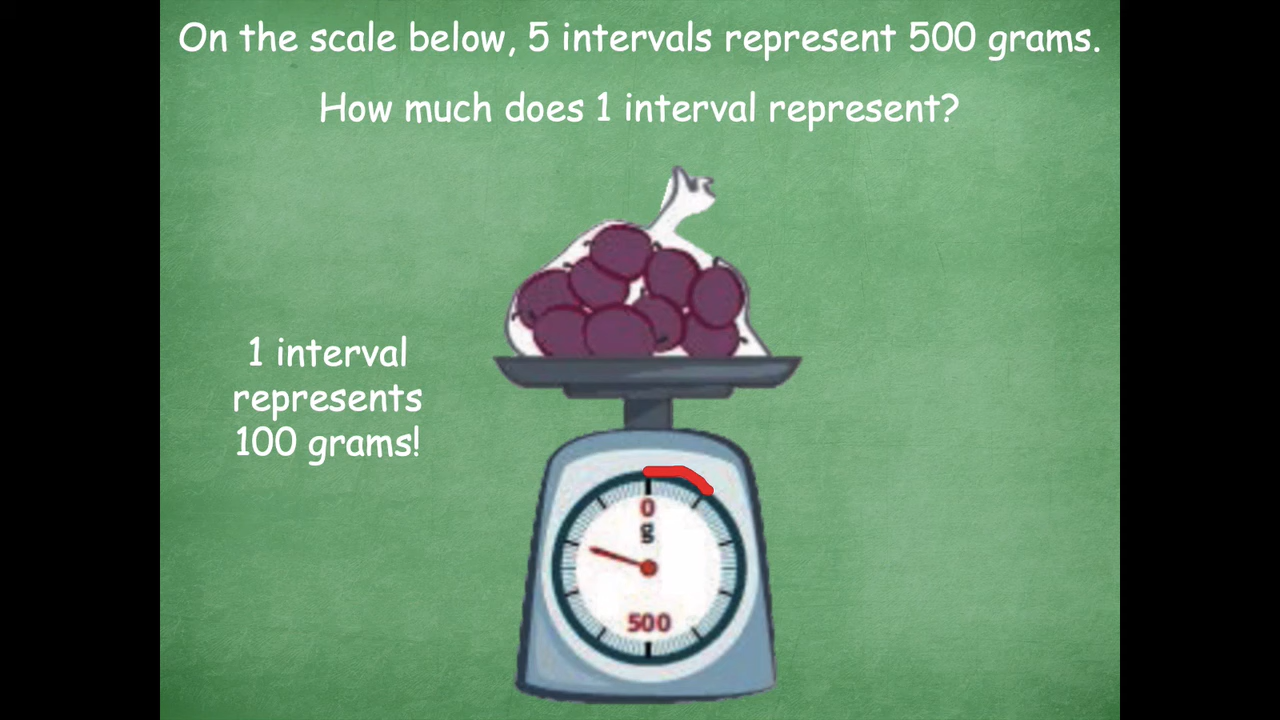 On the scale below, 5 intervals represent 500 grams.
How much does 1 interval represent?
1 interval
represents
100 grams!
0
g
500